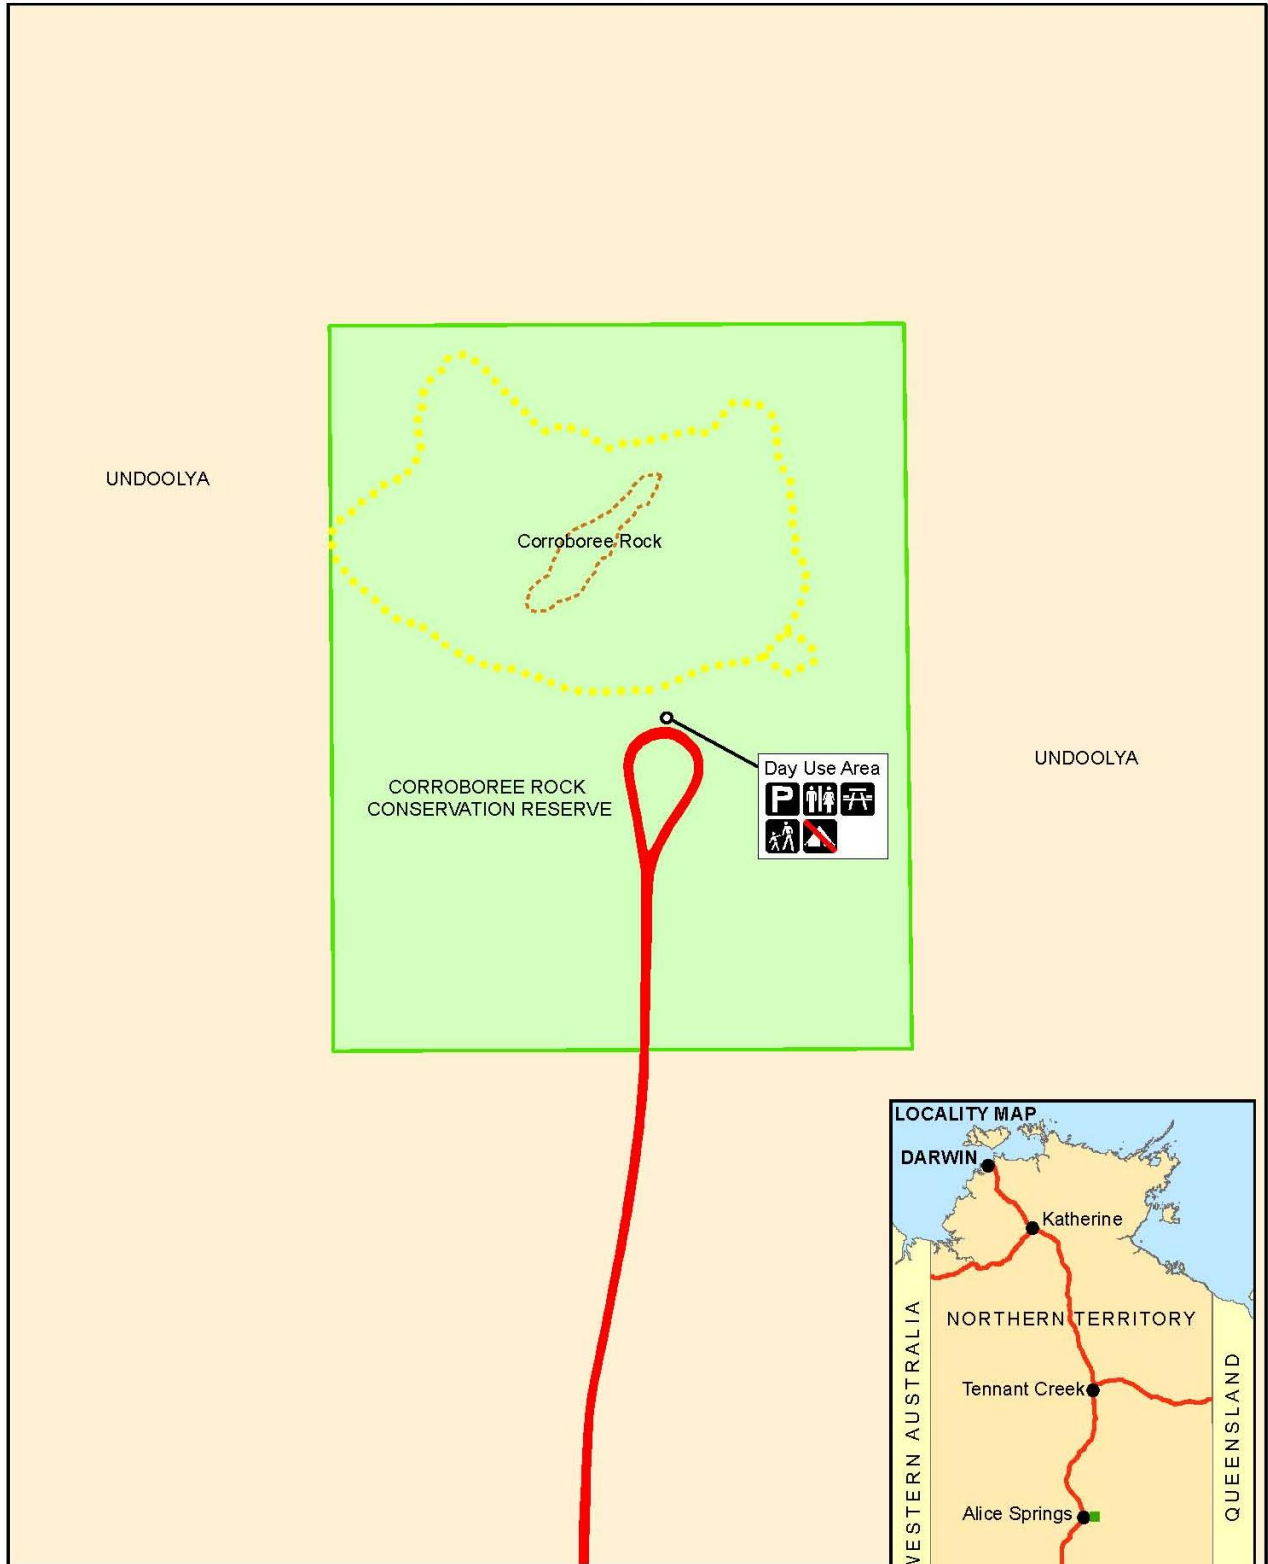 UNDOOLYA
Corroboree Rock
UNDOOLYA
CORROBOREE ROCK
CONSERVATION RESERVE
Day Use Area
P
LOCALITY MAP
DARWIN
Katherine
NORTHERN TERRITORY
Tennant Creek
Alice Springs
WESTERN AUSTRALIA
QUEENSLAND